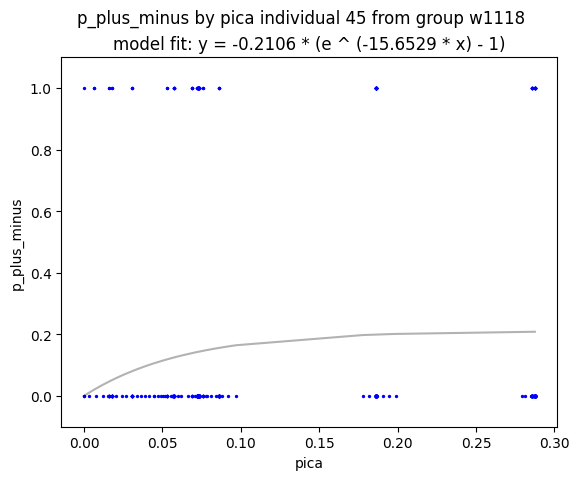 p_plus_minus by pica individual 45 from group w1118
model fit: y = -0.2106 * (e ^ (-15.6529 * x) - 1)
1.0
0.8
0.6
0.4
0.2
0.0
p_plus_minus
0.00 0.05 0.10 0.15 0.20 0.25 0.30
pica